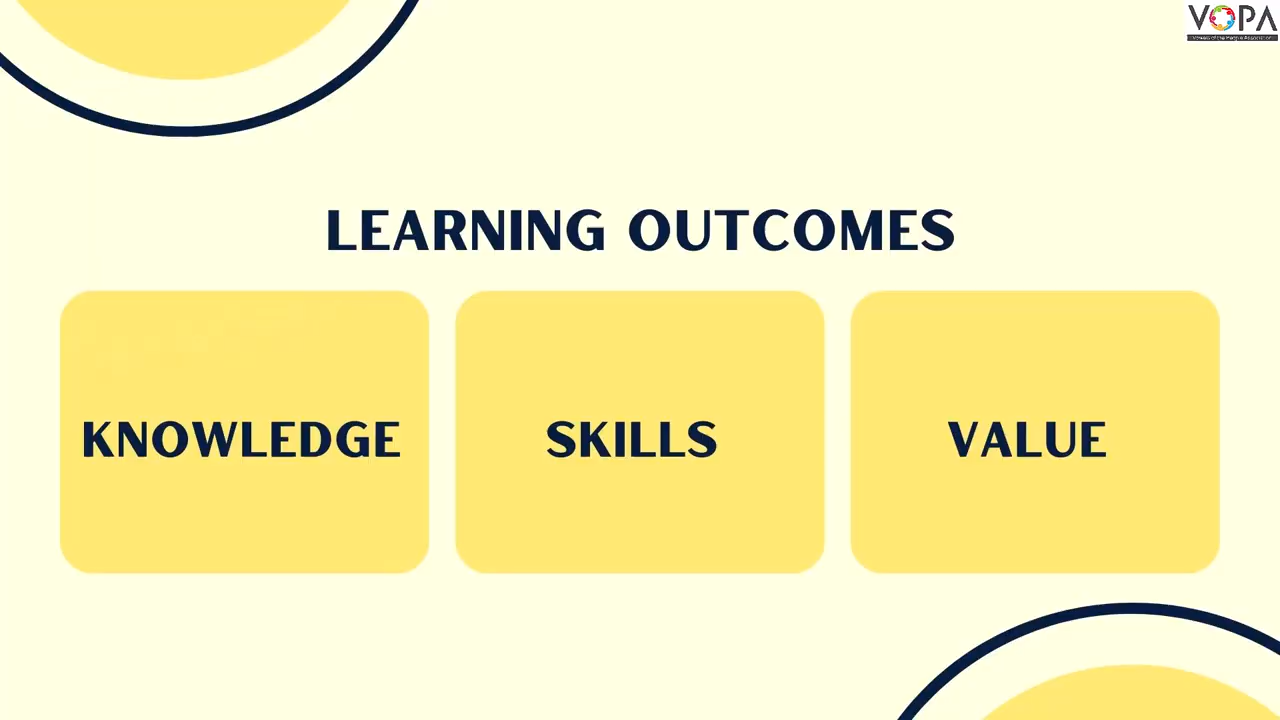 VOPA
LEARNING OUTCOMES
KNOWLEDGE
SKILLS
VALUE